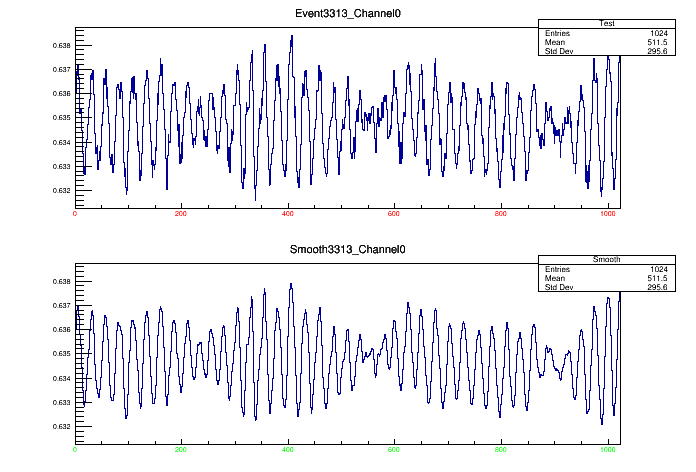 Event3313_Channel0
Test
Entries 1024
Mean 511.5
Std Dev 295.6
0.638
0.637
0.636
0.635
0.634
0.633
0.632
0 200 400 600 800 1000
Smooth3313_Channel0
Smooth
Entries 1024
Mean 511.5
Std Dev 295.6
0.638
0.637
0.636
0.635
0.634
0.633
0.632
0 200 400 600 800 1000